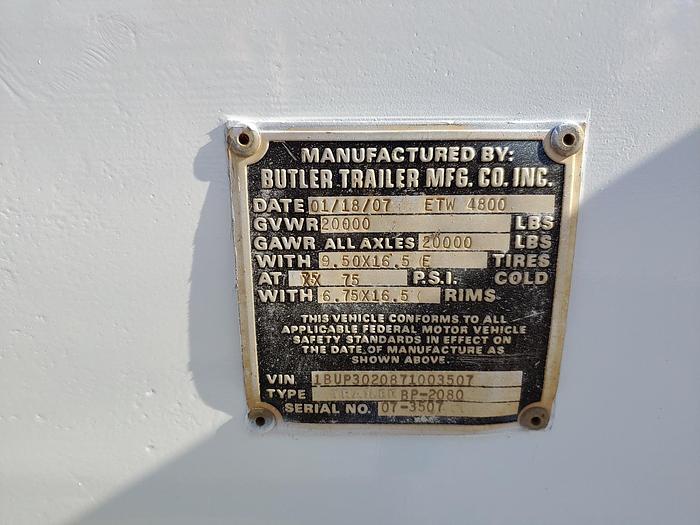 MANUFACTURED BY:
BUTLER TRAILER MFG. CO. INC.
DATE 01/18/07 ETW 4800
GVWR 20000 LBS
GAWR ALL AXLES 20000 LBS
WITH 9.50X16.5 E TIRES
AT XX 75 P.S.I. COLD
WITH 6.75X16.5 RIMS
THIS VEHICLE CONFORMS TO ALL
APPLICABLE FEDERAL MOTOR VEHICLE
SAFETY STANDARDS IN EFFECT ON
THE DATE OF MANUFACTURE AS
SHOWN ABOVE.
VIN 1BUP3020871003507
TYPE TRAILER BP-2080
SERIAL NO. 07-3507